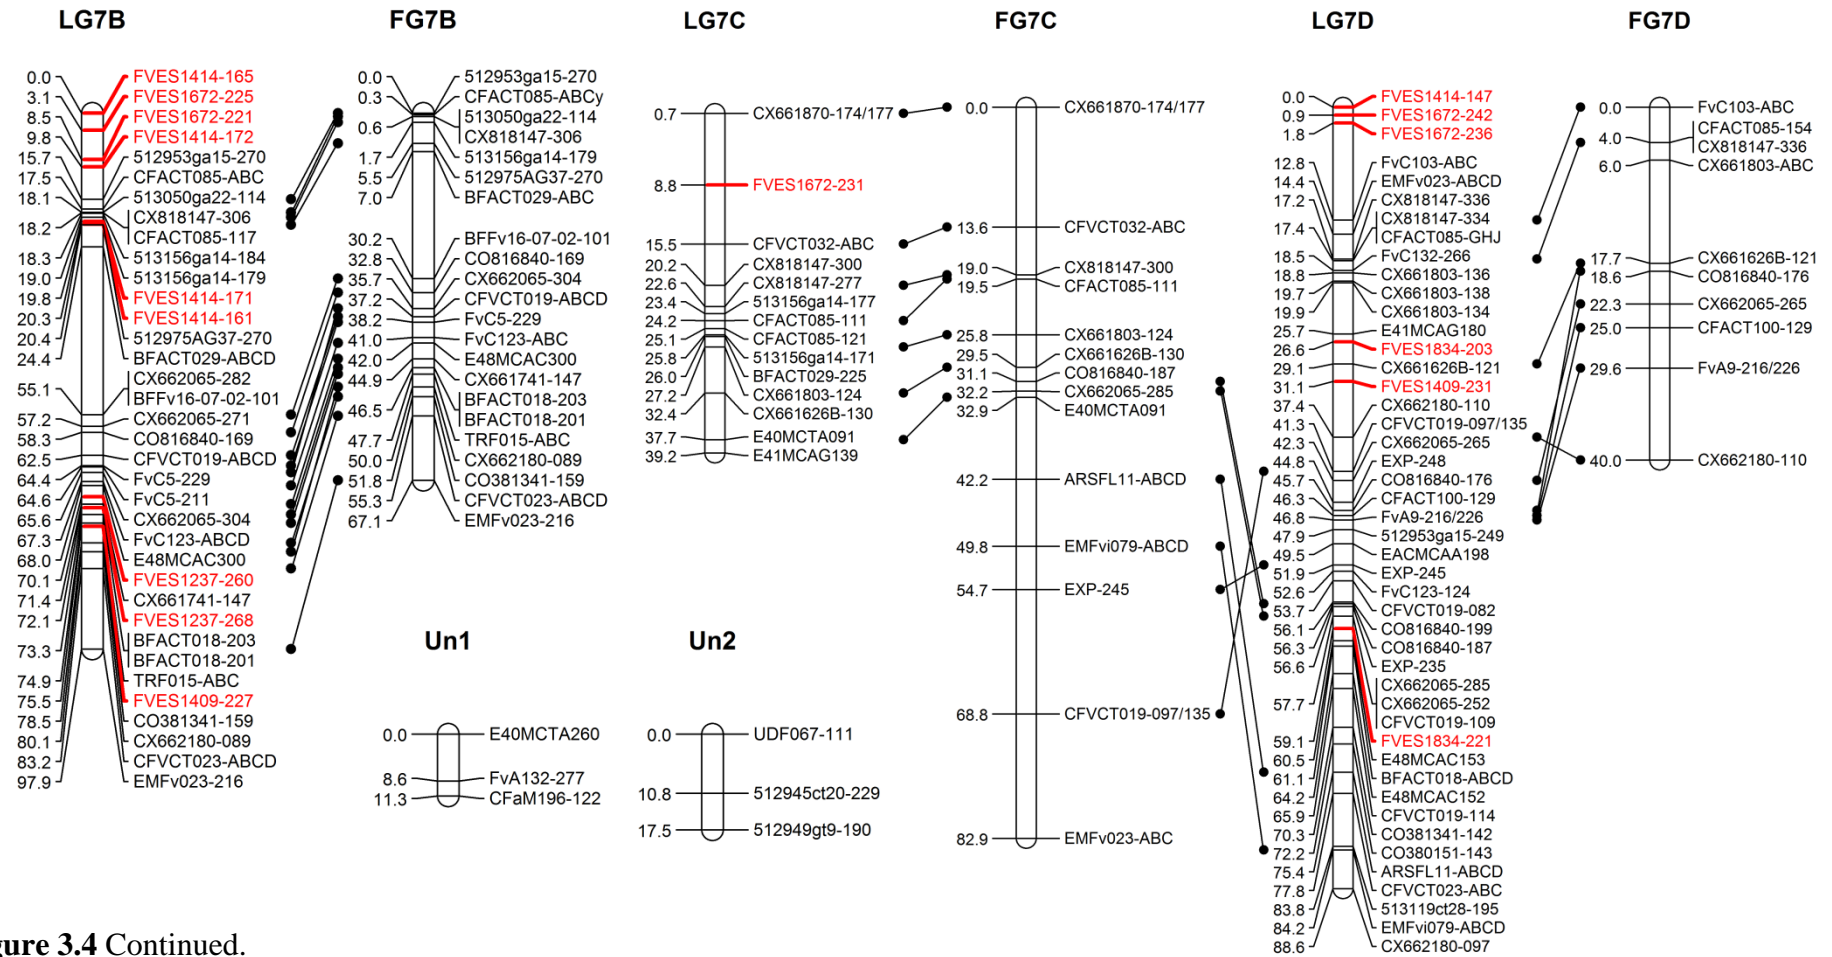 LG7B
0.0 FVES1414-165
3.1 FVES1672-225
8.5 FVES1672-221
9.8 FVES1414-172
15.7 512953ga15-270
17.5 CFACT085-ABC
18.1 513050ga22-114
18.2 CX818147-306
CFACT085-117
18.3 513156ga14-184
19.0 513156ga14-179
19.8 FVES1414-171
20.3 FVES1414-161
20.4 512975AG37-270
24.4 BFACT029-ABCD
55.1 CX662065-282
BFFv16-07-02-101
57.2 CX662065-271
58.3 CO816840-169
62.5 CFVCT019-ABCD
64.4 FvC5-229
64.6 FvC5-211
65.6 CX662065-304
67.3 FvC123-ABCD
68.0 E48MCAC300
70.1 FVES1237-260
71.4 CX661741-147
72.1 FVES1237-268
73.3 BFACT018-203
BFACT018-201
74.9 TRF015-ABC
75.5 FVES1409-227
78.5 CO381341-159
80.1 CX662180-089
83.2 CFVCT023-ABCD
97.9 EMFv023-216
FG7B
0.0 512953ga15-270
0.3 CFACT085-ABCy
0.6 513050ga22-114
CX818147-306
1.7 513156ga14-179
5.5 512975AG37-270
7.0 BFACT029-ABC
30.2 BFFv16-07-02-101
32.8 CO816840-169
35.7 CX662065-304
37.2 CFVCT019-ABCD
38.2 FvC5-229
41.0 FvC123-ABC
42.0 E48MCAC300
44.9 CX661741-147
46.5 BFACT018-203
BFACT018-201
47.7 TRF015-ABC
50.0 CX662180-089
51.8 CO381341-159
55.3 CFVCT023-ABCD
67.1 EMFv023-216
Un1
0.0 E40MCTA260
8.6 FvA132-277
11.3 CFaM196-122
LG7C
0.7 CX661870-174/177
8.8 FVES1672-231
15.5 CFVCT032-ABC
20.2 CX818147-300
22.6 CX818147-277
23.4 513156ga14-177
24.2 CFACT085-111
25.1 CFACT085-121
25.8 513156ga14-171
26.0 BFACT029-225
27.2 CX661803-124
32.4 CX661626B-130
37.7 E40MCTA091
39.2 E41MCAG139
Un2
0.0 UDF067-111
10.8 512945ct20-229
17.5 512949gt9-190
FG7C
0.0 CX661870-174/177
13.6 CFVCT032-ABC
19.0 CX818147-300
19.5 CFACT085-111
25.8 CX661803-124
29.5 CX661626B-130
31.1 CO816840-187
32.2 CX662065-285
32.9 E40MCTA091
42.2 ARSFL11-ABCD
49.8 EMFvi079-ABCD
54.7 EXP-245
68.8 CFVCT019-097/135
82.9 EMFv023-ABC
LG7D
0.0 FVES1414-147
0.9 FVES1672-242
1.8 FVES1672-236
12.8 FvC103-ABC
14.4 EMFv023-ABCD
17.2 CX818147-336
17.4 CX818147-334
CFACT085-GHJ
18.5 FvC132-266
18.8 CX661803-136
19.7 CX661803-138
19.9 CX661803-134
25.7 E41MCAG180
26.6 FVES1834-203
29.1 CX661626B-121
31.1 FVES1409-231
37.4 CX662180-110
41.3 CFVCT019-097/135
42.3 CX662065-265
44.8 EXP-248
45.7 CO816840-176
46.3 CFACT100-129
46.8 FvA9-216/226
47.9 512953ga15-249
49.5 EACMCAA198
51.9 EXP-245
52.6 FvC123-124
53.7 CFVCT019-082
56.1 CO816840-199
56.3 CO816840-187
56.6 EXP-235
CX662065-285
57.7 CX662065-252
CFVCT019-109
59.1 FVES1834-221
60.5 E48MCAC153
61.1 BFACT018-ABCD
64.2 E48MCAC152
65.9 CFVCT019-114
70.3 CO381341-142
72.2 CO380151-143
75.4 ARSFL11-ABCD
77.8 CFVCT023-ABC
83.8 513119ct28-195
84.2 EMFvi079-ABCD
88.6 CX662180-097
FG7D
0.0 FvC103-ABC
4.0 CFACT085-154
CX818147-336
6.0 CX661803-ABC
17.7 CX661626B-121
18.6 CO816840-176
22.3 CX662065-265
25.0 CFACT100-129
29.6 FvA9-216/226
40.0 CX662180-110
gure 3.4 Continued.